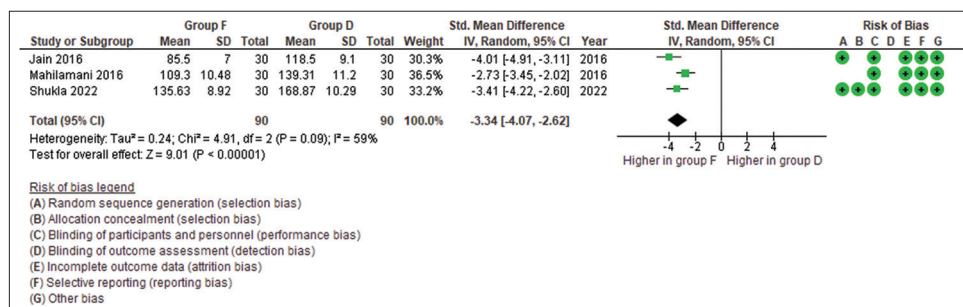 Group F Group D Std. Mean Difference Std. Mean Difference Risk of Bias
Study or Subgroup Mean SD Total Mean SD Total Weight IV, Random, 95% CI Year IV, Random, 95% CI A B C D E F G
Jain 2016 85.5 7 30 118.5 9.1 30 30.3% -4.01 [-4.91, -3.11] 2016
Mahilamani 2016 109.3 10.48 30 139.31 11.2 30 36.5% -2.73 [-3.45, -2.02] 2016
Shukla 2022 135.63 8.92 30 168.87 10.29 30 33.2% -3.41 [-4.22, -2.60] 2022
Total (95% CI) 90 90 100.0% -3.34 [-4.07, -2.62]
Heterogeneity: Tau² = 0.24; Chi² = 4.91, df = 2 (P = 0.09); I² = 59%
Test for overall effect: Z = 9.01 (P < 0.00001)
-4 -2 0 2 4
Higher in group F Higher in group D
Risk of bias legend
(A) Random sequence generation (selection bias)
(B) Allocation concealment (selection bias)
(C) Blinding of participants and personnel (performance bias)
(D) Blinding of outcome assessment (detection bias)
(E) Incomplete outcome data (attrition bias)
(F) Selective reporting (reporting bias)
(G) Other bias